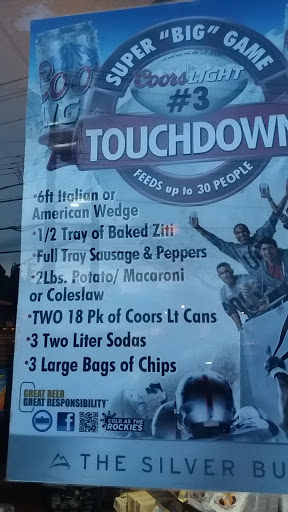 Coors
LIGHT
SUPER "BIG" GAME
Coors LIGHT
#3
TOUCHDOWN
FEEDS up to 30 PEOPLE
•6ft Italian or
American Wedge
•1/2 Tray of Baked Ziti
•Full Tray Sausage & Peppers
•2Lbs. Potato/ Macaroni
or Coleslaw
•TWO 18 Pk of Coors Lt Cans
•3 Two Liter Sodas
•3 Large Bags of Chips
GREAT BEER
GREAT RESPONSIBILITY
f
COLD AS THE
ROCKIES
THE SILVER BU